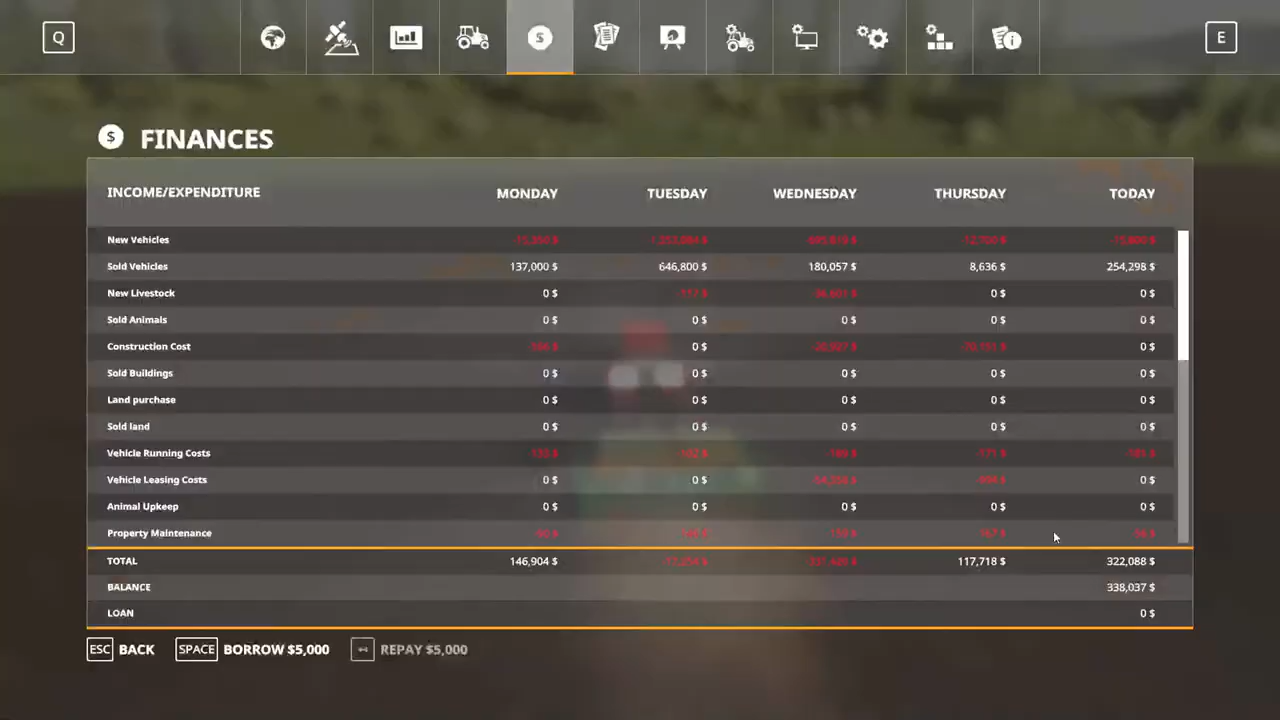 Q E
FINANCES
INCOME/EXPENDITURE MONDAY TUESDAY WEDNESDAY THURSDAY TODAY
New Vehicles -12,700 $
Sold Vehicles 137,000 $ 646,800 $ 180,057 $ 8,636 $ 254,298 $
New Livestock 0 $ 0 $ 0 $
Sold Animals 0 $ 0 $ 0 $ 0 $ 0 $
Construction Cost 0 $ 0 $
Sold Buildings 0 $ 0 $ 0 $ 0 $ 0 $
Land purchase 0 $ 0 $ 0 $ 0 $ 0 $
Sold land 0 $ 0 $ 0 $ 0 $ 0 $
Vehicle Running Costs
Vehicle Leasing Costs 0 $ 0 $ 0 $
Animal Upkeep 0 $ 0 $ 0 $ 0 $ 0 $
Property Maintenance
TOTAL 146,904 $ 117,718 $ 322,088 $
BALANCE 338,037 $
LOAN 0 $
ESC BACK SPACE BORROW $5,000 REPAY $5,000